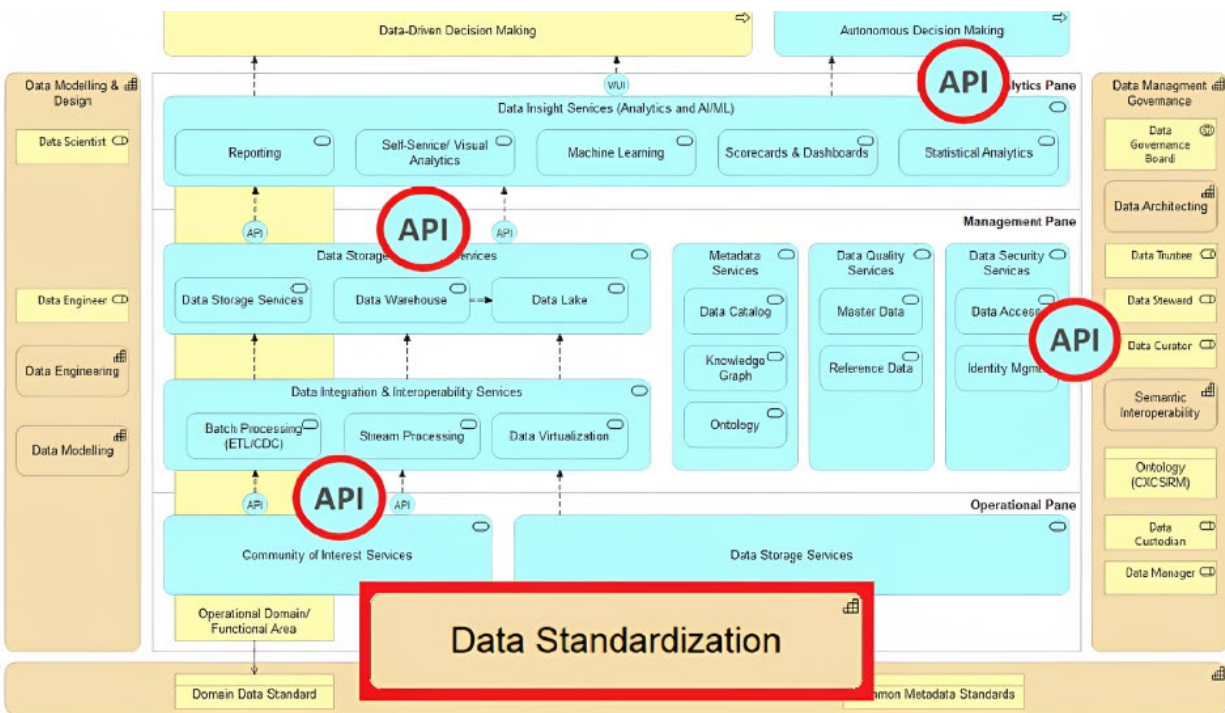 Data-Driven Decision Making
Autonomous Decision Making
API
Data Modelling &
Design
Data Scientist
Data Engineer
Data Engineering
Data Modelling
V/UI
lytics Pane
Data Insight Services (Analytics and AI/ML)
Reporting
Self-Service/ Visual
Analytics
Machine Learning
Scorecards & Dashboards
Statistical Analytics
API
API
API
Management Pane
Data Storage
ervices
Data Storage Services
Data Warehouse
Data Lake
Metadata
Services
Data Catalog
Knowledge
Graph
Ontology
Data Quality
Services
Master Data
Reference Data
Data Security
Services
Data Access
Identity Mgmt
API
Data Integration & Interoperability Services
Batch Processing
(ETL/CDC)
Stream Processing
Data Virtualization
API
API
API
Operational Pane
Community of Interest Services
Data Storage Services
Operational Domain/
Functional Area
Data Standardization
Domain Data Standard
mmon Metadata Standards
Data Managment
Governance
Data
Governance
Board
Data Architecting
Data Trustee
Data Steward
Data Curator
Semantic
Interoperability
Ontology
Data
Custodian
Data Manager